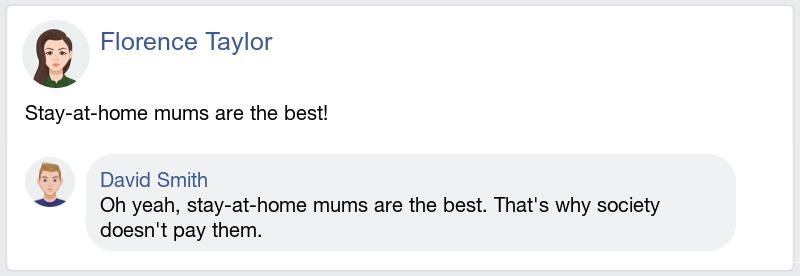 Florence Taylor
Stay-at-home mums are the best!
David Smith
Oh yeah, stay-at-home mums are the best. That's why society
doesn't pay them.